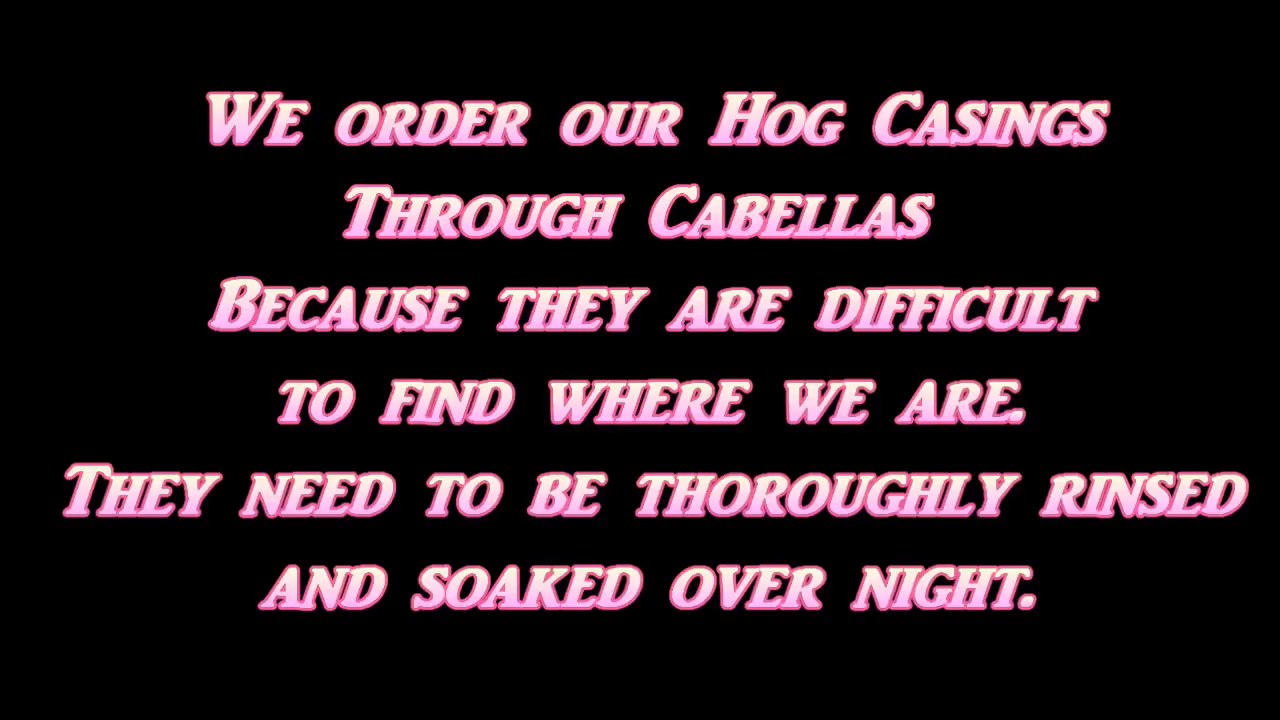 We order our Hog Casings
Through Cabellas
Because they are difficult
to find where we are.
They need to be thoroughly rinsed
and soaked over night.